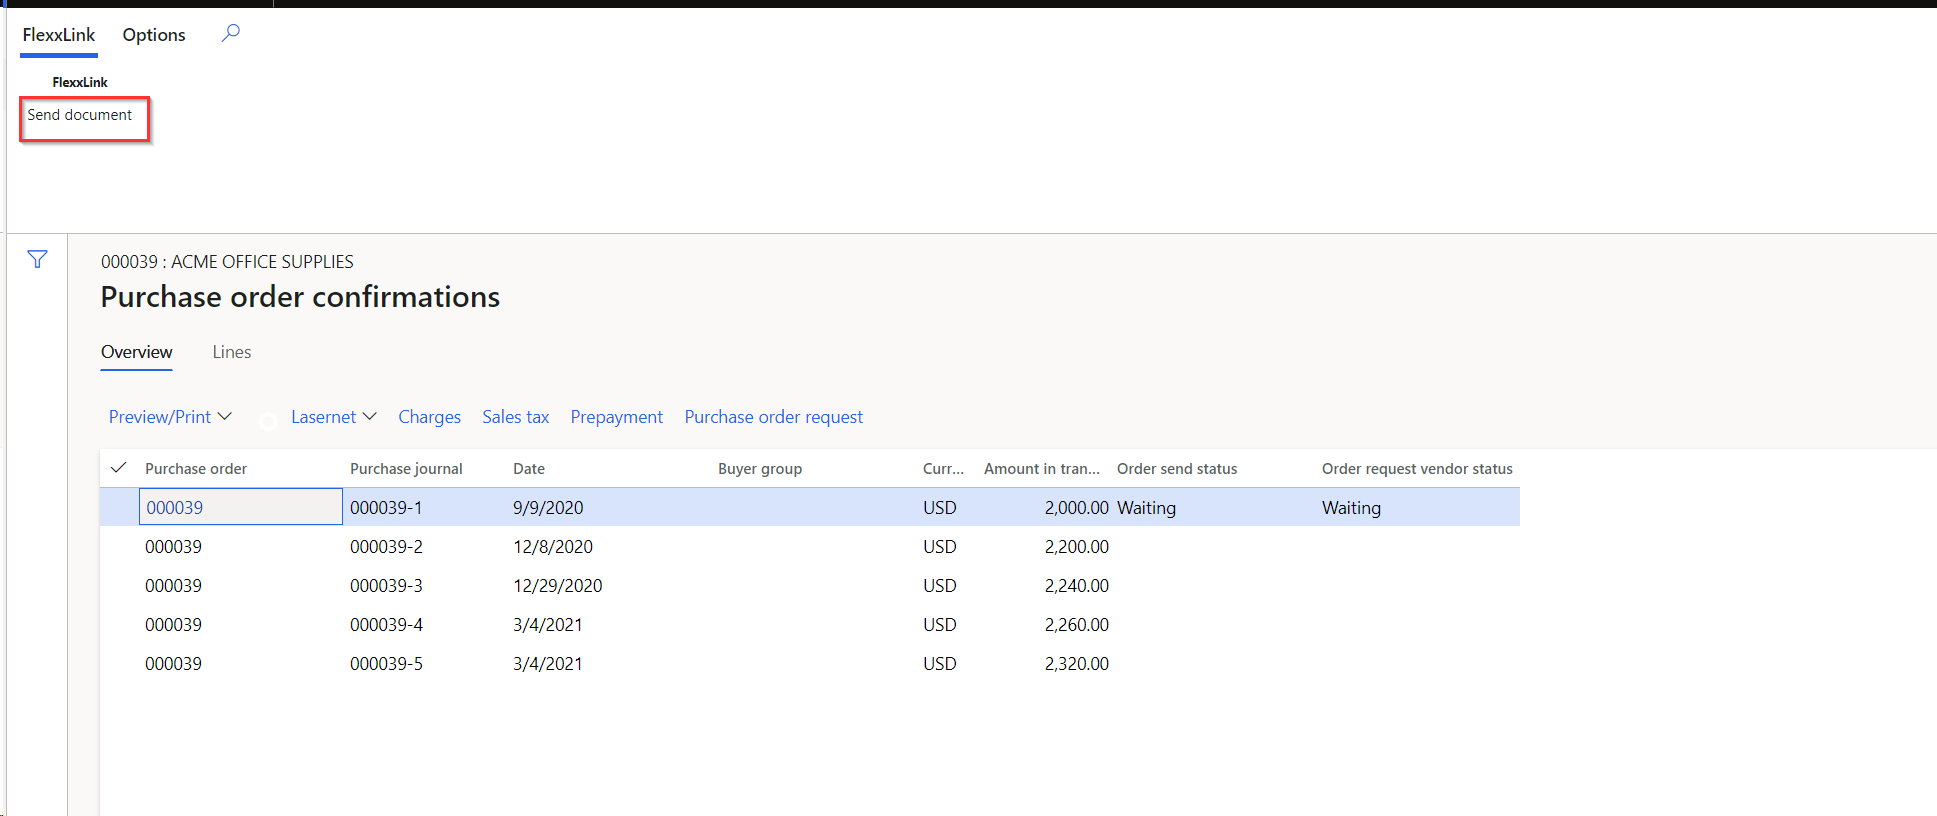 FlexxLink Options
FlexxLink
Send document
000039 : ACME OFFICE SUPPLIES
Purchase order confirmations
Overview Lines
Preview/Print Lasernet Charges Sales tax Prepayment Purchase order request
Purchase order Purchase journal Date Buyer group Curr... Amount in tran... Order send status Order request vendor status
000039 000039-1 9/9/2020 USD 2,000.00 Waiting Waiting
000039 000039-2 12/8/2020 USD 2,200.00
000039 000039-3 12/29/2020 USD 2,240.00
000039 000039-4 3/4/2021 USD 2,260.00
000039 000039-5 3/4/2021 USD 2,320.00